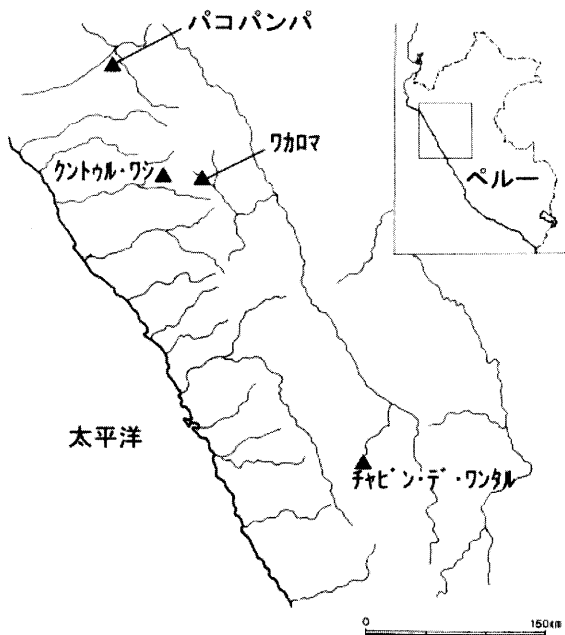 パコパンパ
ワカロマ
クントゥル・ワシ
ペルー
太平洋
チャビン・デ・ワンタル
0 150km